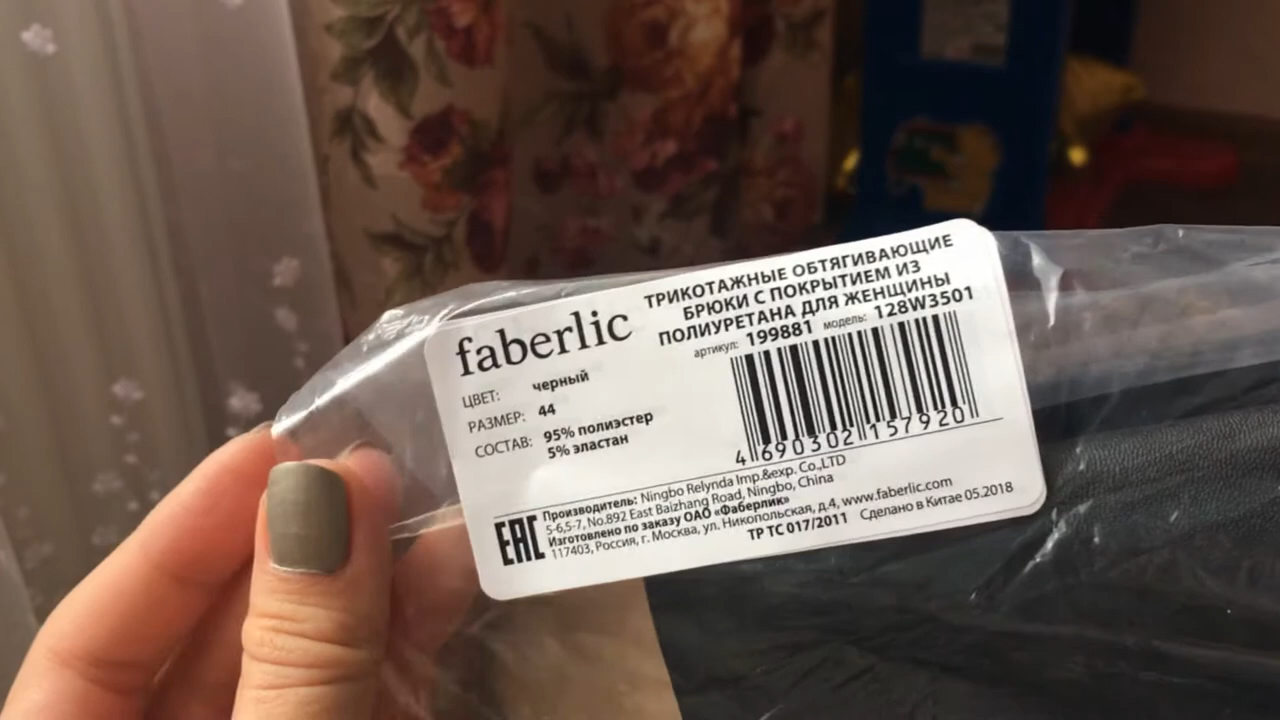 faberlic
ТРИКОТАЖНЫЕ ОБТЯГИВАЮЩИЕ
БРЮКИ С ПОКРЫТИЕМ ИЗ
ПОЛИУРЕТАНА ДЛЯ ЖЕНЩИНЫ
артикул: 199881 модель: 128W3501
ЦВЕТ: черный
РАЗМЕР: 44
СОСТАВ: 95% полиэстер
5% эластан
4 690302 157920
EAC
Производитель: Ningbo Relynda Imp.&exp. Co.,LTD
5-6,5-7, No.892 East Baizhang Road, Ningbo, China
Изготовлено по заказу ОАО «Фаберлик»
117403, Россия, г. Москва, ул. Никопольская, д.4, www.faberlic.com
ТР ТС 017/2011 Сделано в Китае 05.2018